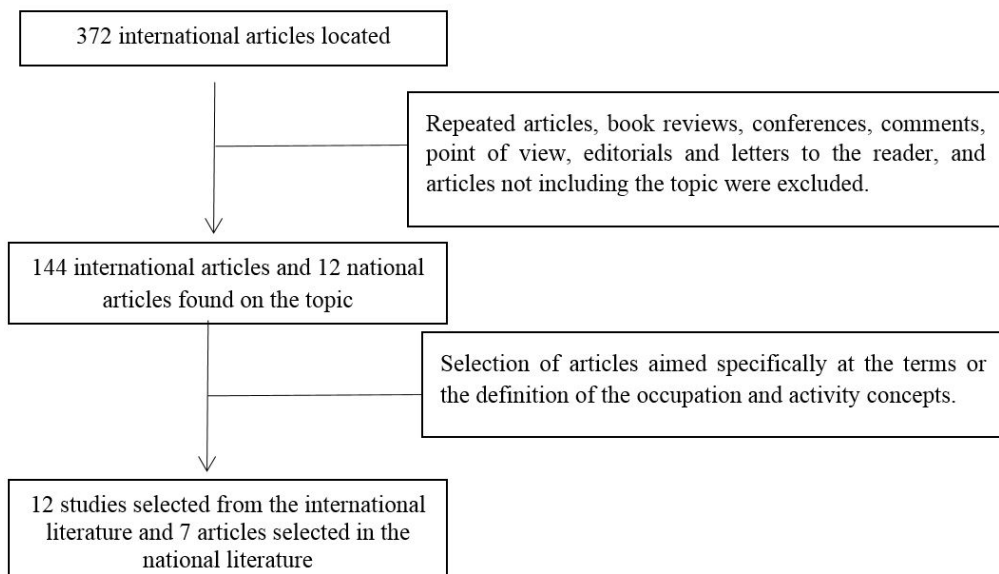 372 international articles located
Repeated articles, book reviews, conferences, comments,
point of view, editorials and letters to the reader, and
articles not including the topic were excluded.
144 international articles and 12 national
articles found on the topic
Selection of articles aimed specifically at the terms or
the definition of the occupation and activity concepts.
12 studies selected from the international
literature and 7 articles selected in the
national literature